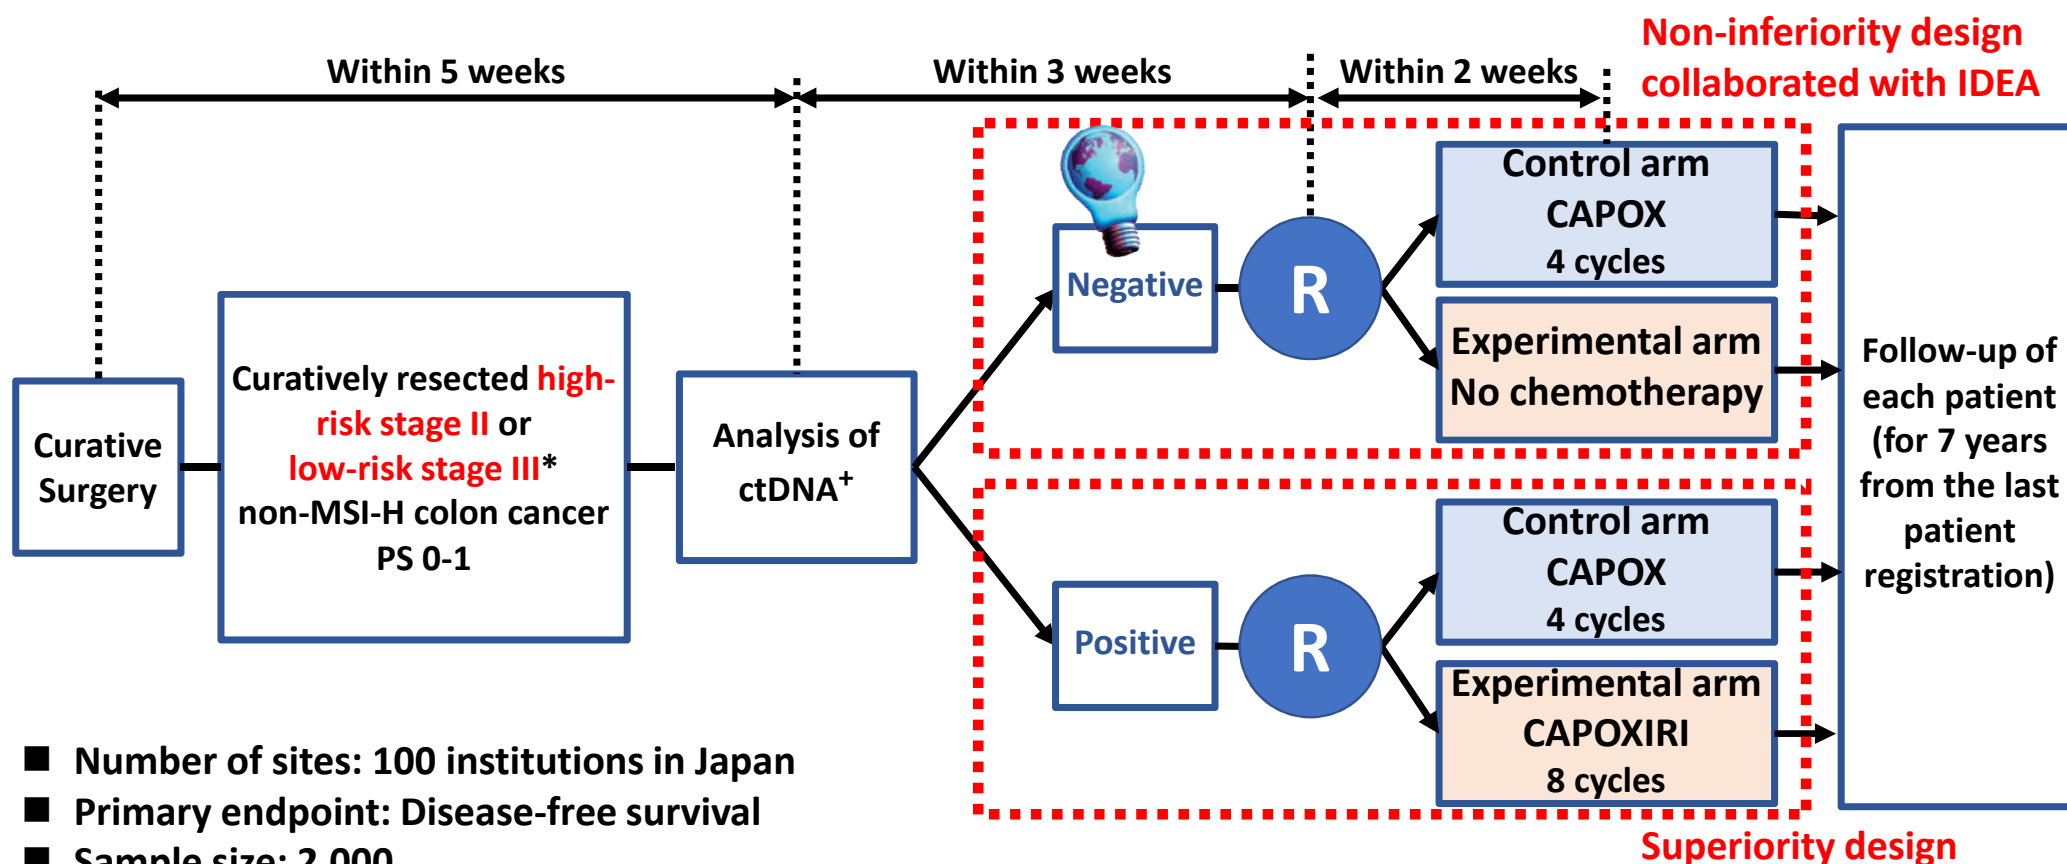 Non-inferiority design
collaborated with IDEA
Within 5 weeks
Within 3 weeks
Within 2 weeks
Curative
Surgery
Curatively resected high-
risk stage II or
low-risk stage III*
non-MSI-H colon cancer
PS 0-1
Analysis of
ctDNA+
Negative
R
Control arm
CAPOX
4 cycles
Experimental arm
No chemotherapy
Positive
R
Control arm
CAPOX
4 cycles
Experimental arm
CAPOXIRI
8 cycles
Follow-up of
each patient
(for 7 years
from the last
patient
registration)
Superiority design
■ Number of sites: 100 institutions in Japan
■ Primary endpoint: Disease-free survival
■ Sample size: 2,000